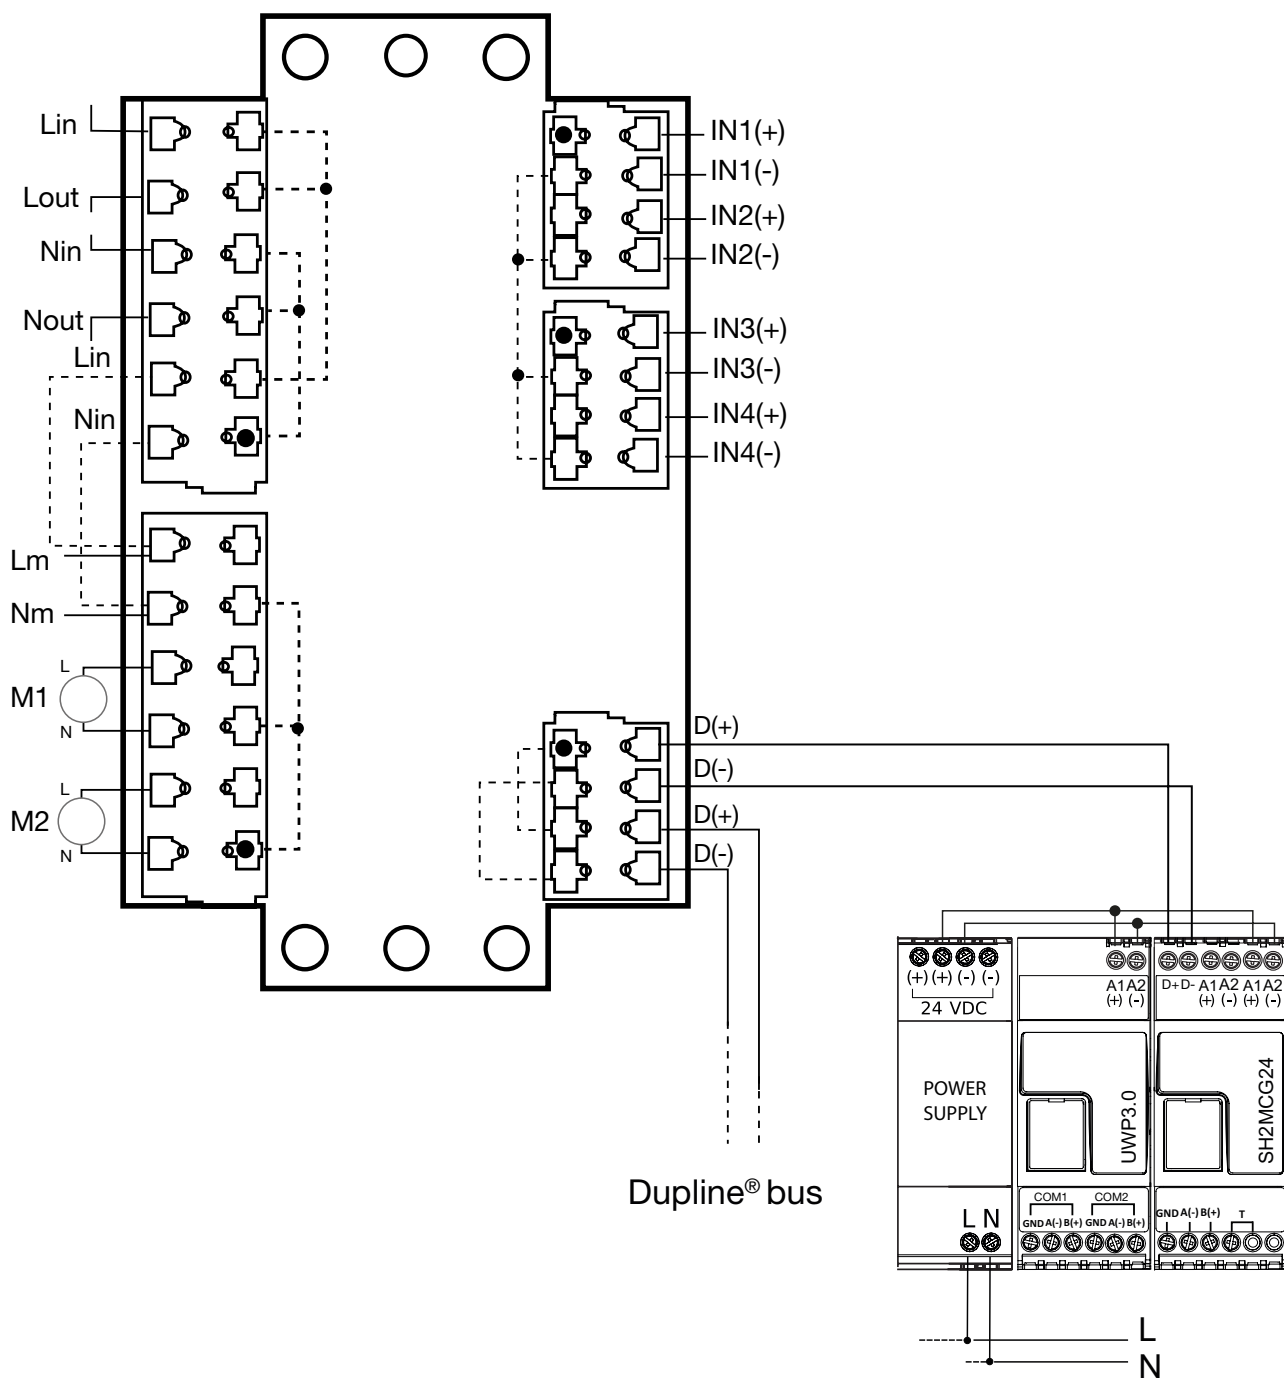 Lin
Lout
Nin
Nout
Lin
Nin
Lm
Nm
L
M1
N
L
M2
N
IN1(+)
IN1(-)
IN2(+)
IN2(-)
IN3(+)
IN3(-)
IN4(+)
IN4(-)
D(+)
D(-)
D(+)
D(-)
Dupline® bus
(+) (+) (-) (-)
24 VDC
POWER
SUPPLY
L N
A1 A2
(+) (-)
UWP3.0
COM1 COM2
GND A(-) B(+) GND A(-) B(+)
D+ D- A1 A2 A1 A2
(+) (-) (+) (-)
SH2MCG24
GND A(-) B(+) T
L
N